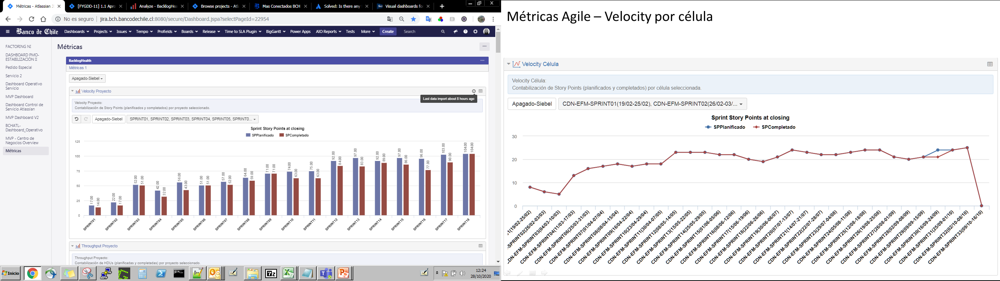 Métricas - Atlassian J
[FYGDD-11] 1.1 Apro
Analyze - BacklogHea
Browse projects - Atl
Mas Conectados BCH
Solved: Is there any
Visual dashboards fo
No es seguro | jira.bch.bancodechile.cl:8080/secure/Dashboard.jspa?selectPageId=22954
Banco de Chile Dashboards Projects Issues Tempo Profields Boards Release Time to SLA Plugin BigGantt Power Apps AIO Reports Tests More Create Search
FACTORING NI
DASHBOARD PMO-
ESTABILIZACIÓN II
Pedido Especial
Servicio 2
Dashboard Operativo
Servicio
MVP Dashboard
Dashboard Control de
Servicio Atlassian
MVP Dashboard V2
BCHATL-
Dashboard_Operativo
MVP - Centro de
Negocios Overview
Métricas
Métricas
BacklogHealth
Métricas 1
Apagado-Siebel
Velocity Proyecto
Last data import about 8 hours ago
Velocity Proyecto:
Contabilización de Story Points (planificados y completados) por proyecto seleccionado.
Apagado-Siebel SPRINT01, SPRINT02, SPRINT03, SPRINT04, SPRINT05, SPRINT0...
Sprint Story Points at closing
SPPlanificado SPCompletado
125
100
75
50
25
0
17.00 14.00 22.00 17.00 52.00 51.00 42.00 32.00 56.00 43.00 51.00 51.00 57.00 52.00 64.00 59.00 71.00 71.00 74.00 63.00 75.00 63.00 92.00 84.00 97.00 83.00 92.00 89.00 97.00 86.00 96.00 77.00 103.00 90.00 104.00 104.00
SPRINT01 SPRINT02 SPRINT03 SPRINT04 SPRINT05 SPRINT06 SPRINT07 SPRINT08 SPRINT09 SPRINT10 SPRINT11 SPRINT12 SPRINT13 SPRINT14 SPRINT15 SPRINT16 SPRINT17 SPRINT18
Throughput Proyecto
Throughput Proyecto:
Contabilización de HDUs (planificadas y completadas) por proyecto seleccionado.
Inicio
12:24
28/10/2020
Métricas Agile – Velocity por célula
Velocity Célula
Velocity Célula:
Contabilización de Story Points (planificados y completados) por célula seleccionada.
Apagado-Siebel CDN-EFM-SPRINT01(19/02-25/02), CDN-EFM-SPRINT02(26/02-03/...
Sprint Story Points at closing
SPPlanificado SPCompletado
30
20
10
0
1(19/02-25/02)
-SPRINT02(26/02-03/03)
CDN-EFM-SPRINT03(04/03-10/03)
CDN-EFM-SPRINT04(11/03-17/03)
CDN-EFM-SPRINT06(25/03-31/03)
CDN-EFM-SPRINT07(01/04-07/04)
CDN-EFM-SPRINT08(08/04-15/04)
CDN-EFM-SPRINT09(16/04-22/04)
CDN-EFM-SPRINT10(23/04-29/04)
CDN-EFM-SPRINT11(30/04-07/05)
CDN-EFM-SPRINT12(08/05-14/05)
CDN-EFM-SPRINT13(15/05-22/05)
CDN-EFM-SPRINT14(25/05-29/05)
CDN-EFM-SPRINT15(01/06-05/06)
CDN-EFM-SPRINT16(08/06-12/06)
CDN-EFM-SPRINT17(15/06-19/06)
CDN-EFM-SPRINT18(22/06-26/06)
CDN-EFM-SPRINT19(30/06-06/07)
CDN-EFM-SPRINT20(07/07-13/07)
CDN-EFM-SPRINT21(14/07-21/07)
CDN-EFM-SPRINT22(22/07-28/07)
CDN-EFM-SPRINT23(29/07-04/08)
CDN-EFM-SPRINT24(05/08-11/08)
CDN-EFM-SPRINT25(12/08-18/08)
CDN-EFM-SPRINT26(19/08-25/08)
CDN-EFM-SPRINT27(26/08-01/09)
CDN-EFM-SPRINT28(02/09-08/09)
CDN-EFM-SPRINT29(09/09-15/09)
CDN-EFM-SPRINT30(16/09-24/09)
CDN-EFM-SPRINT31(25/09-01/10)
CDN-EFM-SPRINT32(02/10-08/10)
CDN-EFM-SPRINT33(09/10-16/10)